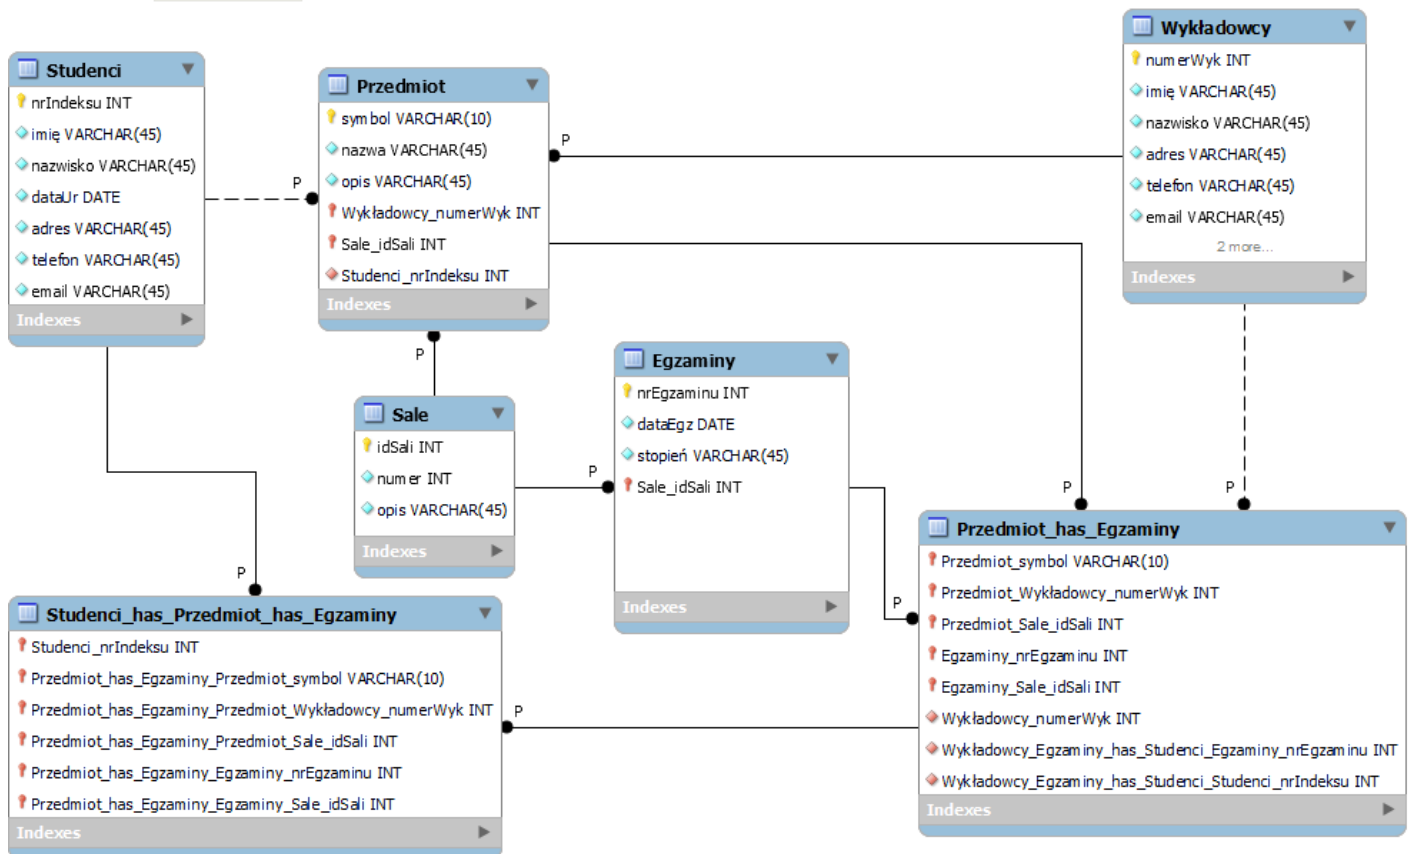 Studenci
nrIndeksu INT
imię VARCHAR(45)
nazwisko VARCHAR(45)
dataUr DATE
adres VARCHAR(45)
telefon VARCHAR(45)
email VARCHAR(45)
Indexes
P
Przedmiot
symbol VARCHAR(10)
nazwa VARCHAR(45)
opis VARCHAR(45)
Wykładowcy_numerWyk INT
Sale_idSali INT
Studenci_nrIndeksu INT
Indexes
P
P
Wykładowcy
numerWyk INT
imię VARCHAR(45)
nazwisko VARCHAR(45)
adres VARCHAR(45)
telefon VARCHAR(45)
email VARCHAR(45)
2 more...
Indexes
Sale
idSali INT
numer INT
opis VARCHAR(45)
Indexes
P
Egzaminy
nrEgzaminu INT
dataEgz DATE
stopień VARCHAR(45)
Sale_idSali INT
Indexes
P
P
P
Przedmiot_has_Egzaminy
Przedmiot_symbol VARCHAR(10)
Przedmiot_Wykładowcy_numerWyk INT
Przedmiot_Sale_idSali INT
Egzaminy_nrEgzaminu INT
Egzaminy_Sale_idSali INT
Wykładowcy_numerWyk INT
Wykładowcy_Egzaminy_has_Studenci_Egzaminy_nrEgzaminu INT
Wykładowcy_Egzaminy_has_Studenci_Studenci_nrIndeksu INT
Indexes
P
Studenci_has_Przedmiot_has_Egzaminy
Studenci_nrIndeksu INT
Przedmiot_has_Egzaminy_Przedmiot_symbol VARCHAR(10)
Przedmiot_has_Egzaminy_Przedmiot_Wykładowcy_numerWyk INT
Przedmiot_has_Egzaminy_Przedmiot_Sale_idSali INT
Przedmiot_has_Egzaminy_Egzaminy_nrEgzaminu INT
Przedmiot_has_Egzaminy_Egzaminy_Sale_idSali INT
Indexes
P